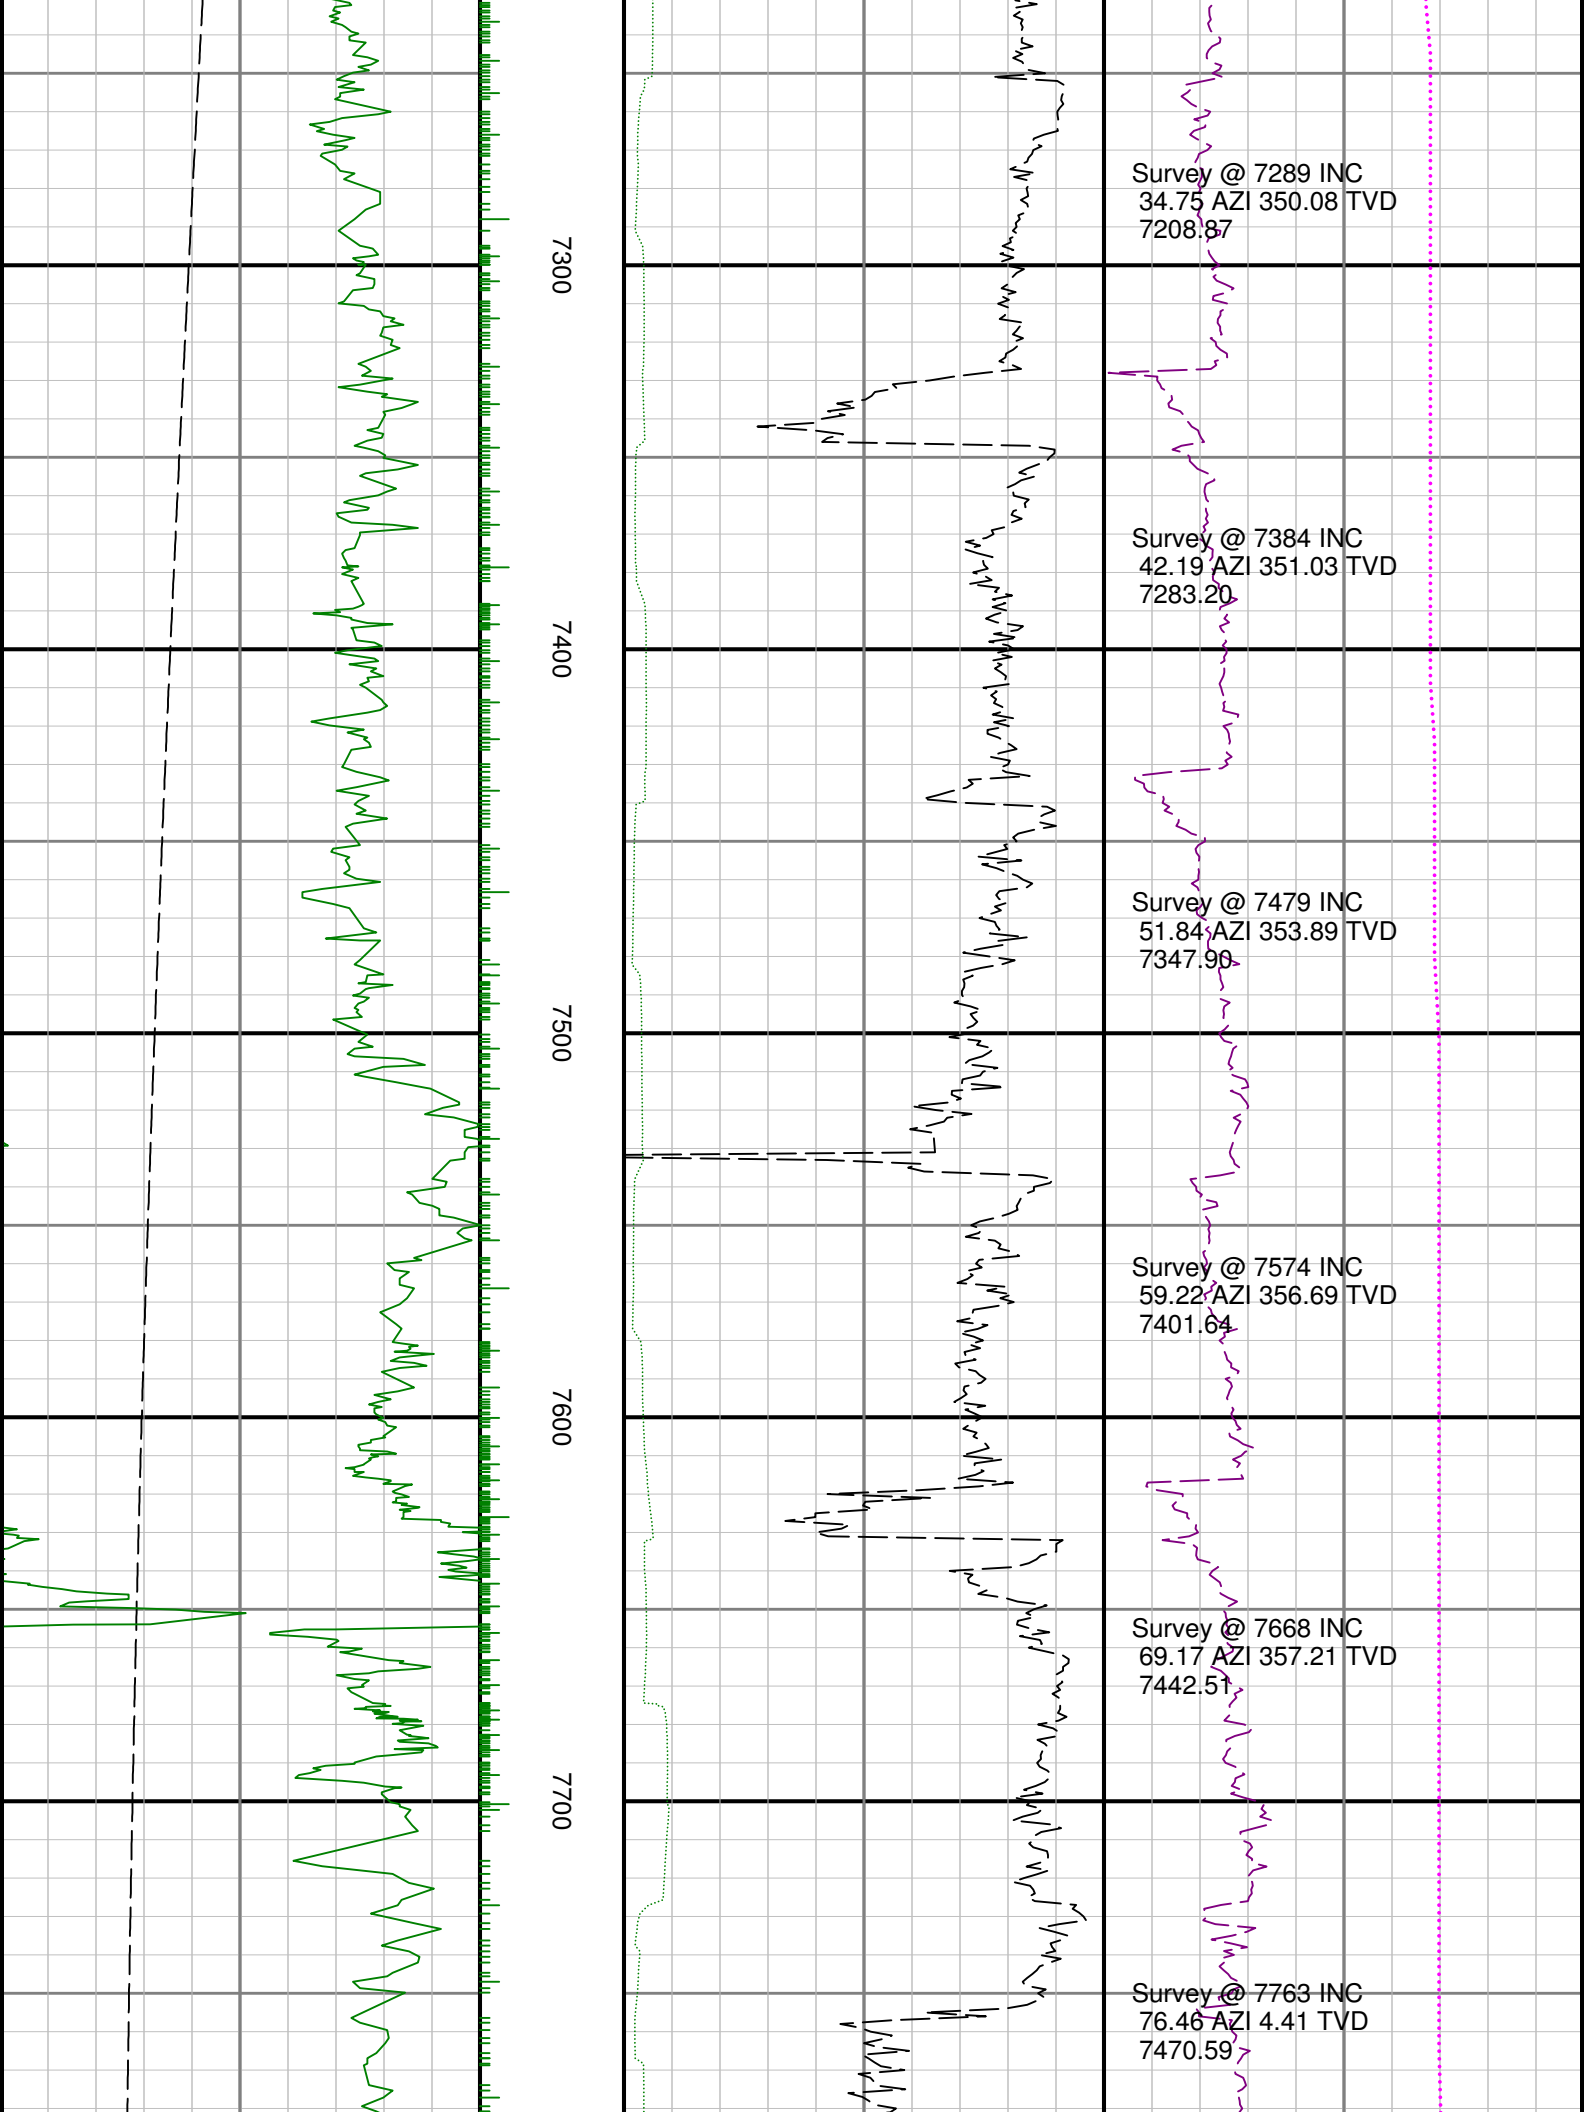 Survey @ 7289 INC
34.75 AZI 350.08 TVD
7208.87
7300
Survey @ 7384 INC
42.19 AZI 351.03 TVD
7283.20
7400
Survey @ 7479 INC
51.84 AZI 353.89 TVD
7347.90
7500
Survey @ 7574 INC
59.22 AZI 356.69 TVD
7401.64
7600
Survey @ 7668 INC
69.17 AZI 357.21 TVD
7442.51
7700
Survey @ 7763 INC
76.46 AZI 4.41 TVD
7470.59